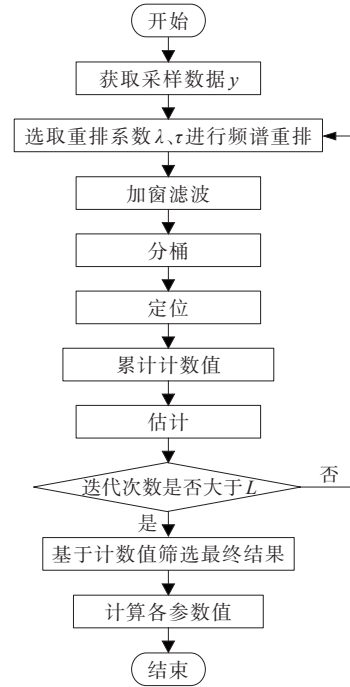 开始
获取采样数据y
选取重排系数λ、τ进行频谱重排
加窗滤波
分桶
定位
累计计数值
估计
迭代次数是否大于L
否
是
基于计数值筛选最终结果
计算各参数值
结束